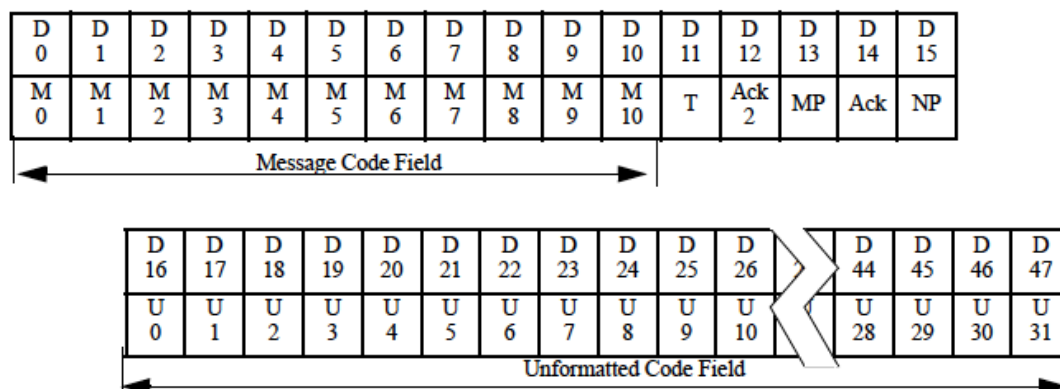 D D D D D D D D D D D D D D D D
0 1 2 3 4 5 6 7 8 9 10 11 12 13 14 15
M M M M M M M M M M M T Ack MP Ack NP
0 1 2 3 4 5 6 7 8 9 10 2
Message Code Field
D D D D D D D D D D D D D D D
16 17 18 19 20 21 22 23 24 25 26 44 45 46 47
U U U U U U U U U U U U U U U
0 1 2 3 4 5 6 7 8 9 10 28 29 30 31
Unformatted Code Field